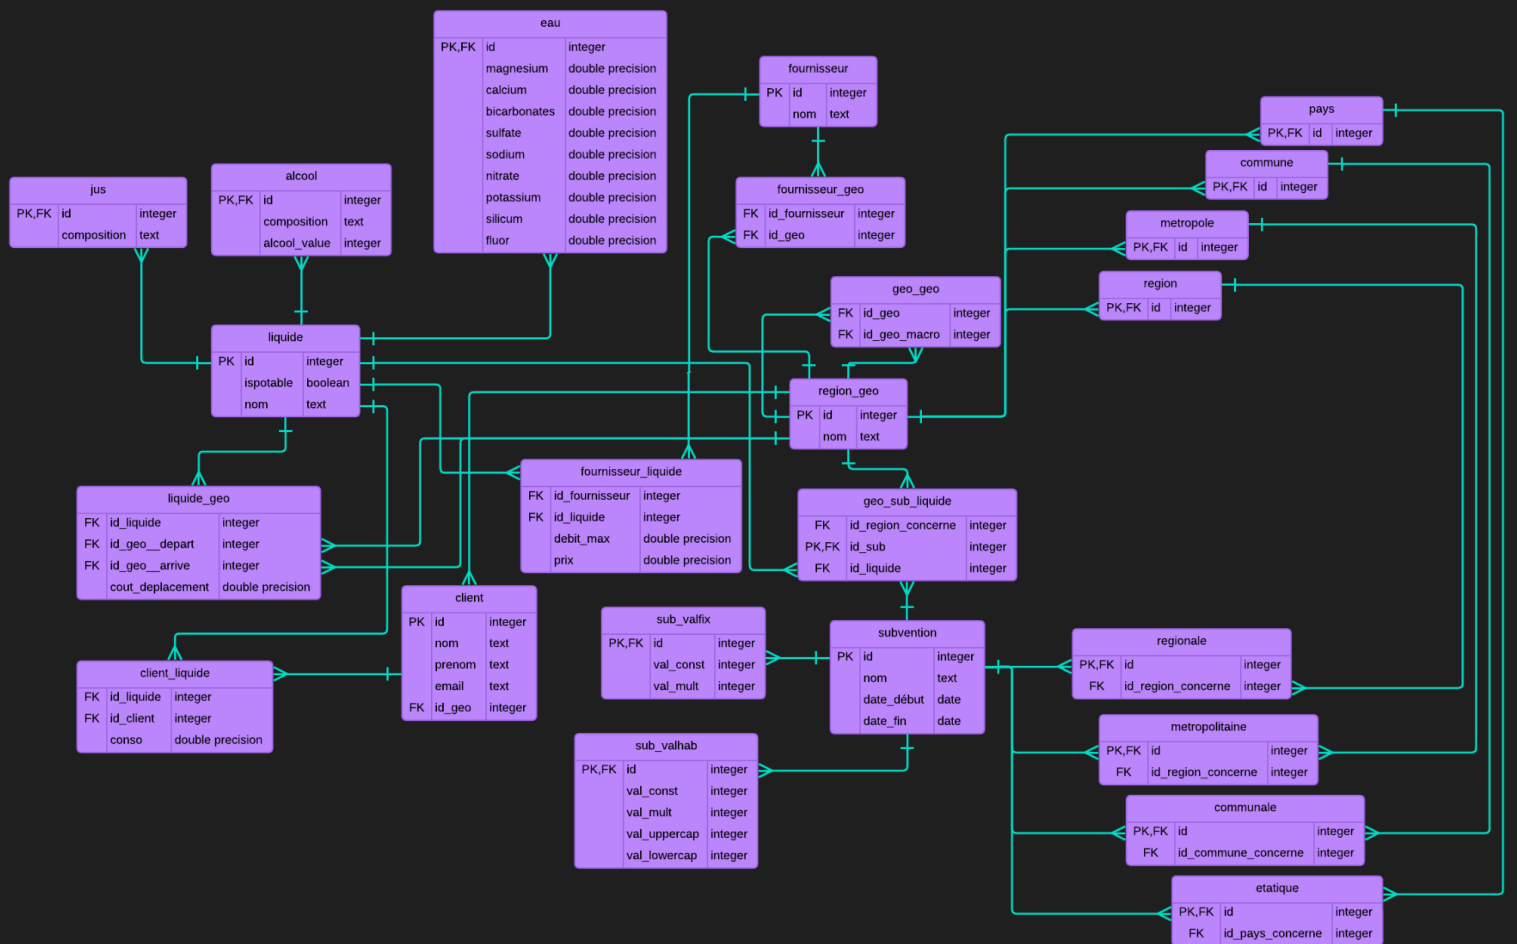 eau
PK,FK id integer
magnesium double precision
calcium double precision
bicarbonates double precision
sulfate double precision
sodium double precision
nitrate double precision
potassium double precision
silicum double precision
fluor double precision
fournisseur
PK id integer
nom text
pays
PK,FK id integer
commune
PK,FK id integer
jus
PK,FK id integer
composition text
alcool
PK,FK id integer
composition text
alcool_value integer
fournisseur_geo
FK id_fournisseur integer
FK id_geo integer
metropole
PK,FK id integer
region
PK,FK id integer
geo_geo
FK id_geo integer
FK id_geo_macro integer
liquide
PK id integer
ispotable boolean
nom text
region_geo
PK id integer
nom text
liquide_geo
FK id_liquide integer
FK id_geo__depart integer
FK id_geo__arrive integer
cout_deplacement double precision
fournisseur_liquide
FK id_fournisseur integer
FK id_liquide integer
debit_max double precision
prix double precision
geo_sub_liquide
FK id_region_concerne integer
PK,FK id_sub integer
FK id_liquide integer
client
PK id integer
nom text
prenom text
email text
FK id_geo integer
sub_valfix
PK,FK id integer
val_const integer
val_mult integer
subvention
PK id integer
nom text
date_début date
date_fin date
regionale
PK,FK id integer
FK id_region_concerne integer
client_liquide
FK id_liquide integer
FK id_client integer
conso double precision
metropolitaine
PK,FK id integer
FK id_region_concerne integer
sub_valhab
PK,FK id integer
val_const integer
val_mult integer
val_uppercap integer
val_lowercap integer
communale
PK,FK id integer
FK id_commune_concerne integer
etatique
PK,FK id integer
FK id_pays_concerne integer